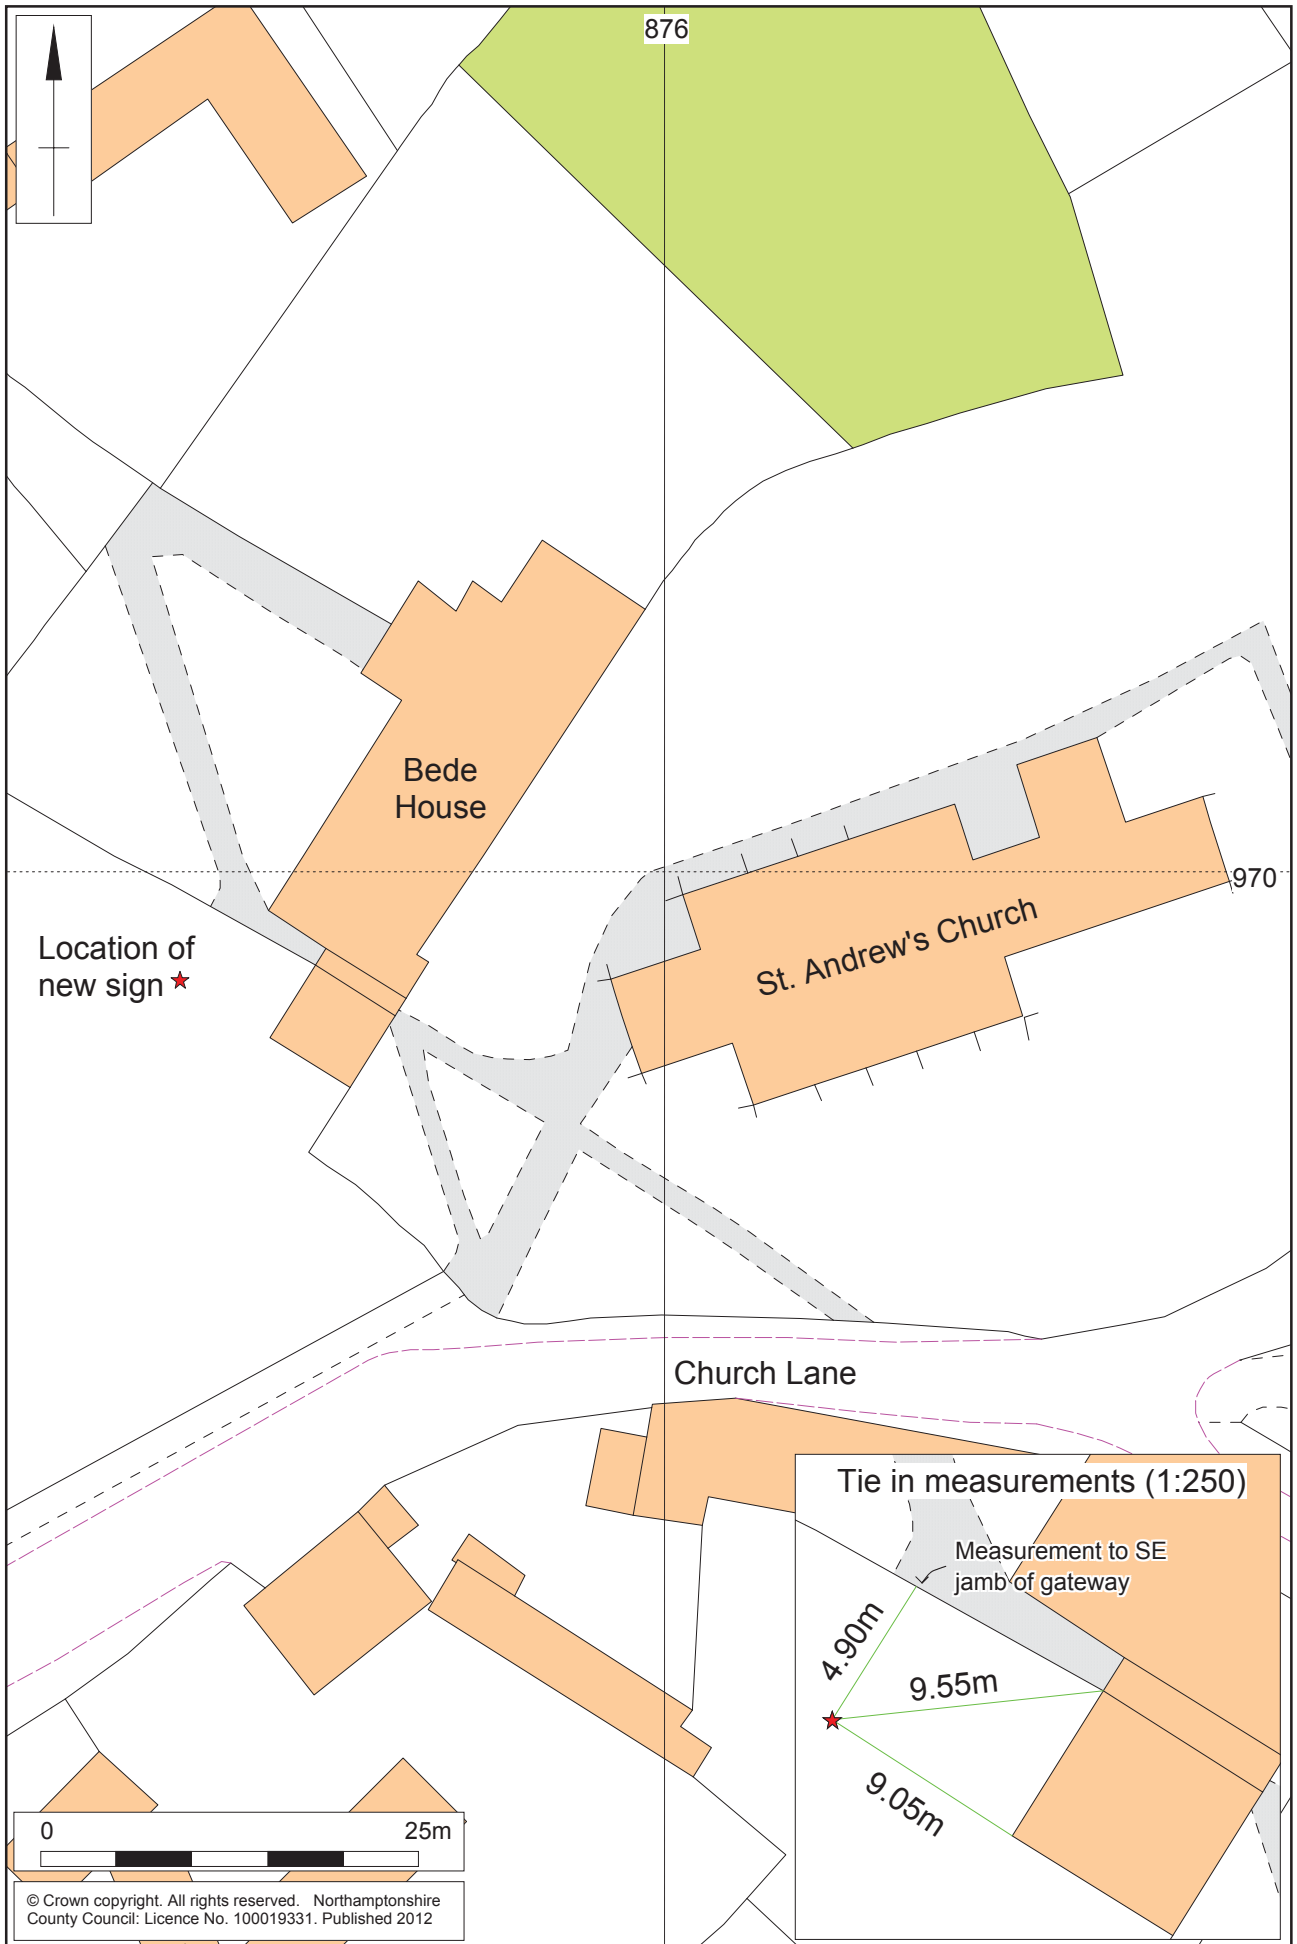 876
Bede
House
970
St. Andrew's Church
Location of
new sign
Church Lane
Tie in measurements (1:250)
Measurement to SE
jamb of gateway
4.90m
9.55m
9.05m
0 25m
© Crown copyright. All rights reserved. Northamptonshire
County Council: Licence No. 100019331. Published 2012